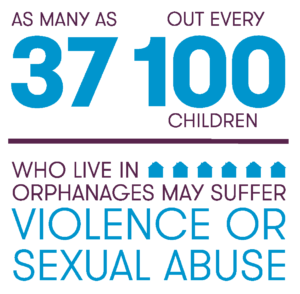 AS MANY AS OUT EVERY
37 100
CHILDREN
WHO LIVE IN
ORPHANAGES MAY SUFFER
VIOLENCE OR
SEXUAL ABUSE